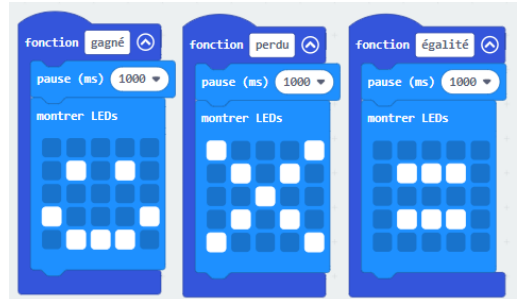 fonction gagné
pause (ms) 1000
montrer LEDs
fonction perdu
pause (ms) 1000
montrer LEDs
fonction égalité
pause (ms) 1000
montrer LEDs